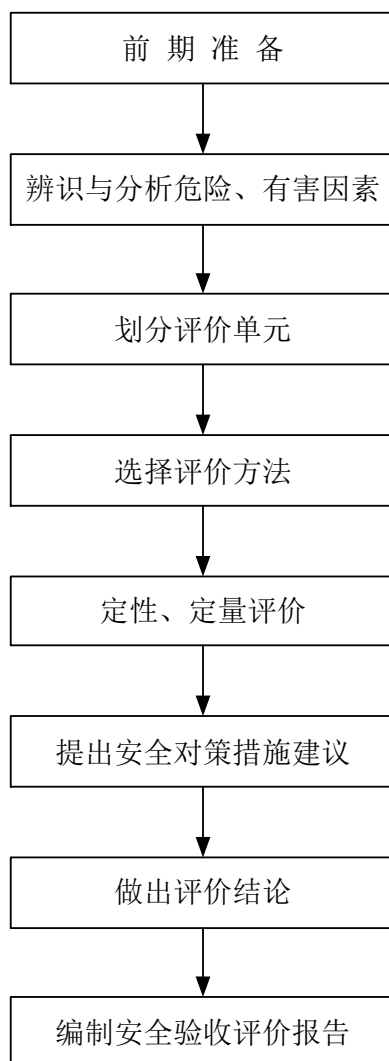 前 期 准 备
辨识与分析危险、有害因素
划分评价单元
选择评价方法
定性、定量评价
提出安全对策措施建议
做出评价结论
编制安全验收评价报告